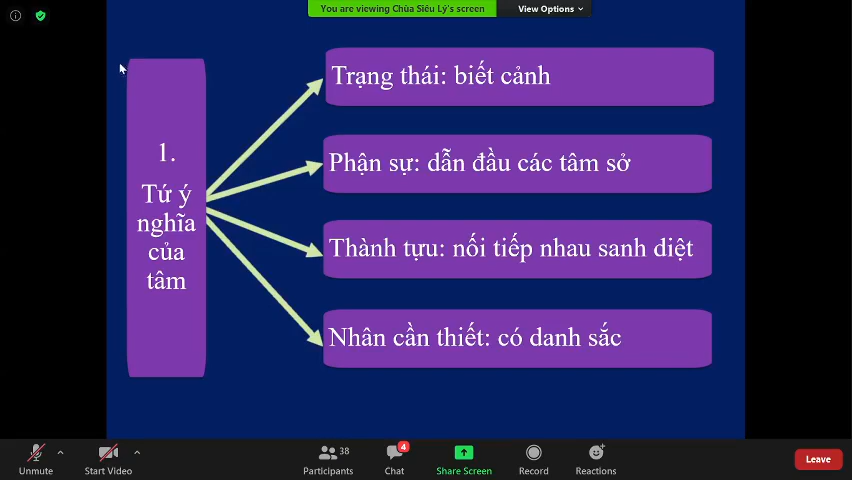 You are viewing Chùa Siêu Lý's screen
View Options
Trạng thái: biết cảnh
1.
Tứ ý
nghĩa
của
tâm
Phận sự: dẫn đầu các tâm sở
Thành tựu: nối tiếp nhau sanh diệt
Nhân cần thiết: có danh sắc
Unmute
Start Video
Participants
38
Chat
4
Share Screen
Record
Reactions
Leave